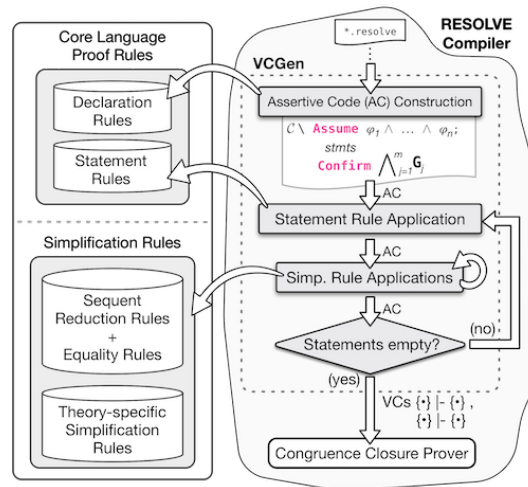 Core Language
Proof Rules
Declaration
Rules
Statement
Rules
Simplification Rules
Sequent
Reduction Rules
+
Equality Rules
Theory-specific
Simplification
Rules
*.resolve
RESOLVE
Compiler
VCGen
Assertive Code (AC) Construction
C \ Assume φ1 ∧ ... ∧ φn;
stmts
Confirm ⋀ᵐj=1 Gj
AC
Statement Rule Application
AC
Simp. Rule Applications
AC
Statements empty?
(no)
(yes)
VCs {•} |- {•} ,
{•} |- {•}
Congruence Closure Prover